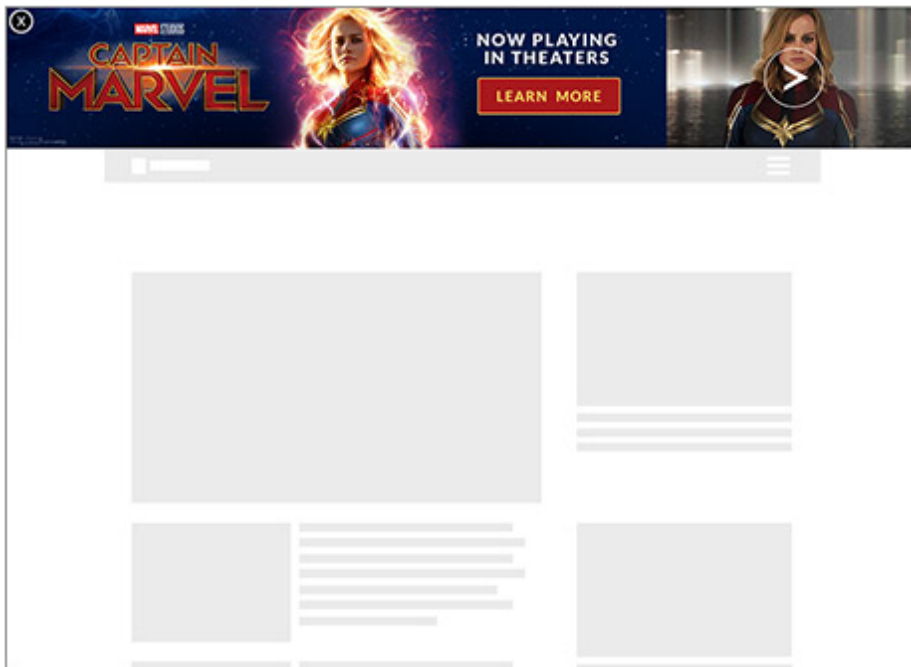 X
MARVEL STUDIOS
CAPTAIN
MARVEL
NOW PLAYING
IN THEATERS
LEARN MORE